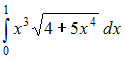 ∫₀¹ x³ √(4 + 5x⁴) dx